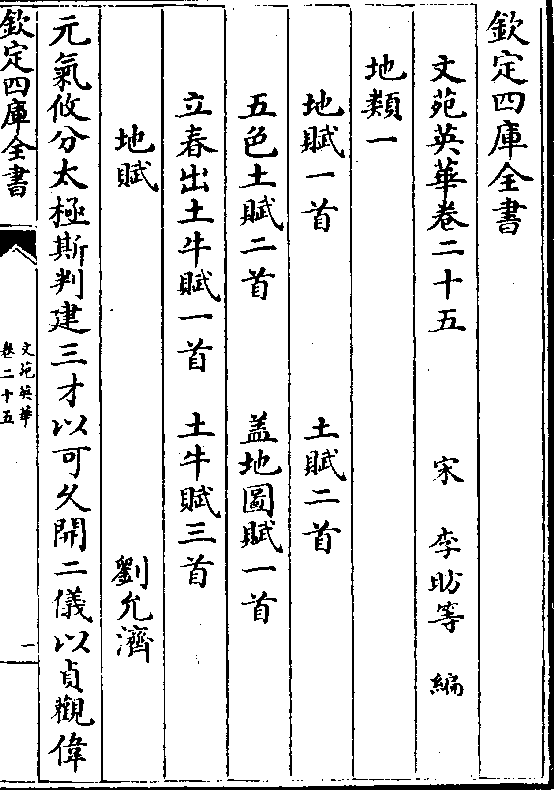 欽定四庫全書
文苑英華卷二十五 宋 李昉等 編
地類一
地賦一首 土賦二首
五色土賦二首 蓋地圖賦一首
立春出土牛賦一首 土牛賦三首
地賦 劉允濟
元氣攸分太極斯判建三才以可久開二儀以貞觀偉
欽定四庫全書
文苑英華
卷二十五
一